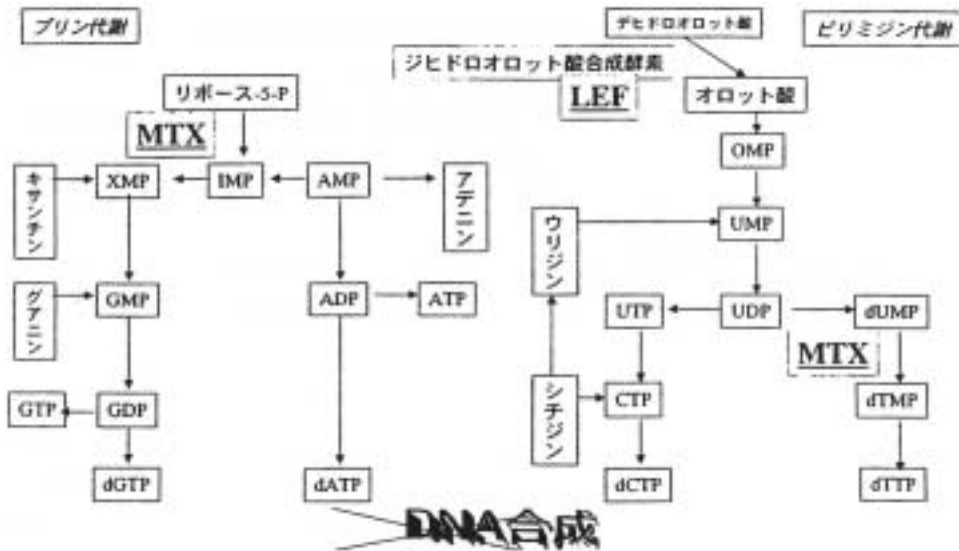 プリン代謝
デヒドロオロット酸
ピリミジン代謝
ジヒドロオロット酸合成酵素
LEF
オロット酸
リボース-5-P
MTX
OMP
キサンチン
XMP
IMP
AMP
アデニン
ウリジン
UMP
グアニン
GMP
ADP
ATP
UTP
UDP
dUMP
MTX
シチジン
GTP
GDP
CTP
dTMP
dGTP
dATP
dCTP
dTTP
DNA合成